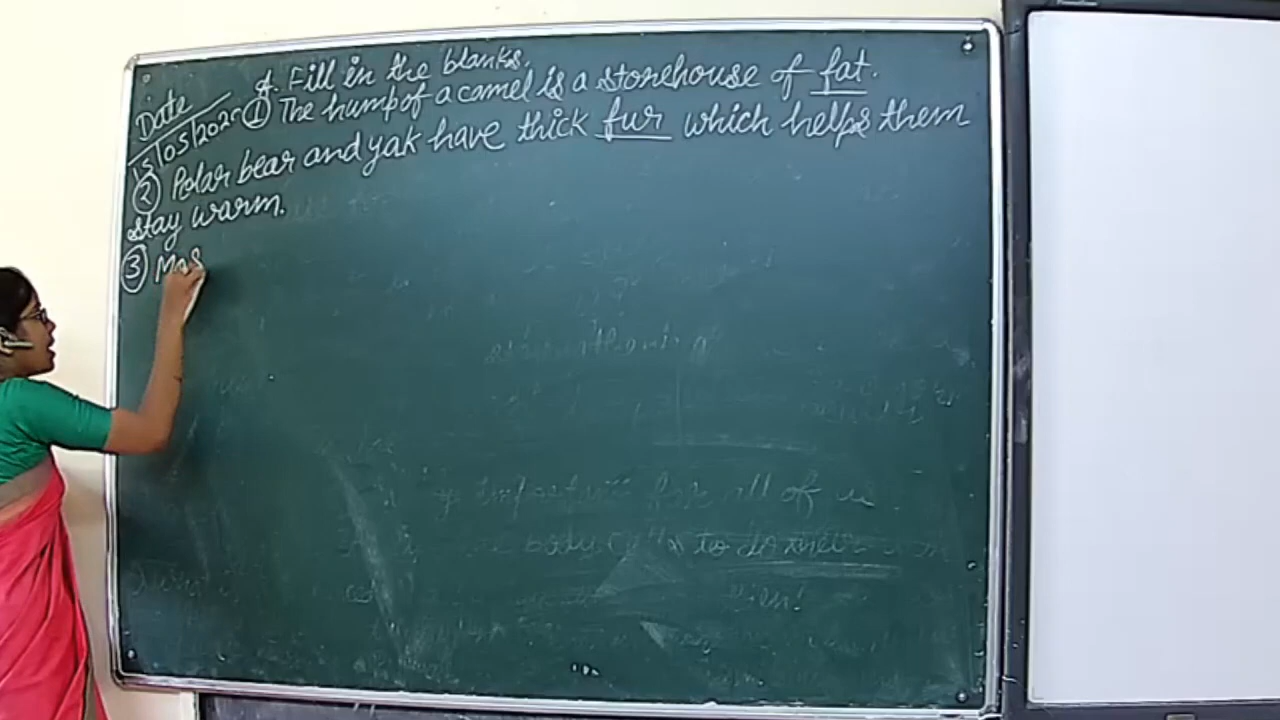 A. Fill in the blanks.
Date
15/05/202
① The hump of a camel is a storehouse of fat.
② Polar bear and yak have thick fur which helps them
stay warm.
③ Mos